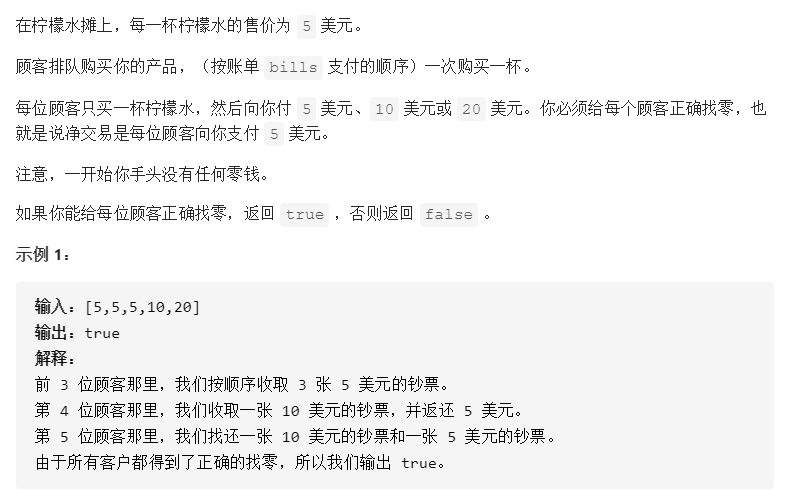 在柠檬水摊上，每一杯柠檬水的售价为 5 美元。
顾客排队购买你的产品，（按账单 bills 支付的顺序）一次购买一杯。
每位顾客只买一杯柠檬水，然后向你付 5 美元、10 美元或 20 美元。你必须给每个顾客正确找零，也
就是说净交易是每位顾客向你支付 5 美元。
注意，一开始你手头没有任何零钱。
如果你能给每位顾客正确找零，返回 true ，否则返回 false 。
示例 1：
输入：[5,5,5,10,20]
输出：true
解释：
前 3 位顾客那里，我们按顺序收取 3 张 5 美元的钞票。
第 4 位顾客那里，我们收取一张 10 美元的钞票，并返还 5 美元。
第 5 位顾客那里，我们找还一张 10 美元的钞票和一张 5 美元的钞票。
由于所有客户都得到了正确的找零，所以我们输出 true。